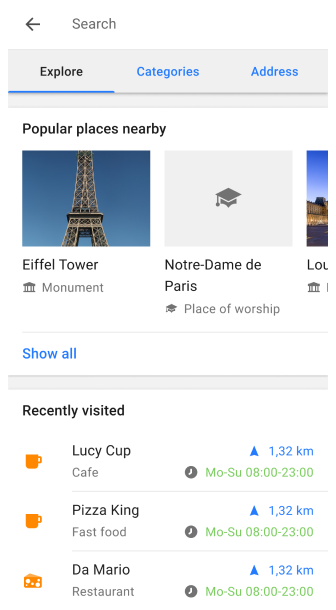 Search
Explore Categories Address
Popular places nearby
Eiffel Tower Notre-Dame de Lou
Paris
Monument
Place of worship
Show all
Recently visited
Lucy Cup 1,32 km
Cafe Mo-Su 08:00-23:00
Pizza King 1,32 km
Fast food Mo-Su 08:00-23:00
Da Mario 1,32 km
Restaurant Mo-Su 08:00-23:00